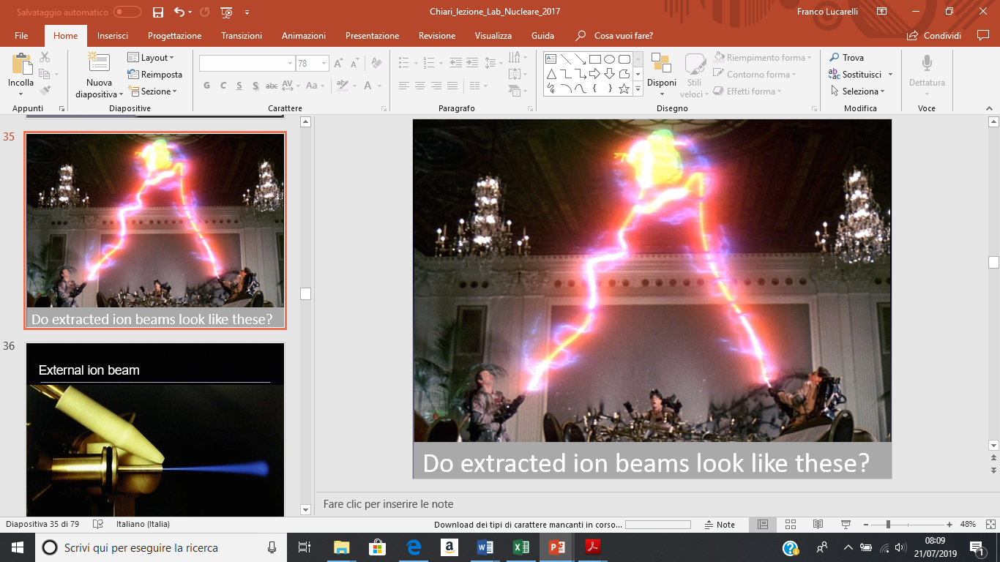 Salvataggio automatico
Chiari_lezione_Lab_Nucleare_2017
Franco Lucarelli
File Home Inserisci Progettazione Transizioni Animazioni Presentazione Revisione Visualizza Guida Cosa vuoi fare? Condividi
Incolla
Appunti
Nuova diapositiva
Layout
Reimposta
Sezione
Diapositive
78
G C S S abc AV Aa A
Carattere
Paragrafo
Disponi
Stili veloci
Riempimento forma
Contorno forma
Effetti forma
Disegno
Trova
Sostituisci
Seleziona
Modifica
Dettatura
Voce
35
Do extracted ion beams look like these?
36
External ion beam
Do extracted ion beams look like these?
Fare clic per inserire le note
Diapositiva 35 di 79 Italiano (Italia) Download dei tipi di carattere mancanti in corso... Note 48%
Scrivi qui per eseguire la ricerca
08:09
21/07/2019
1